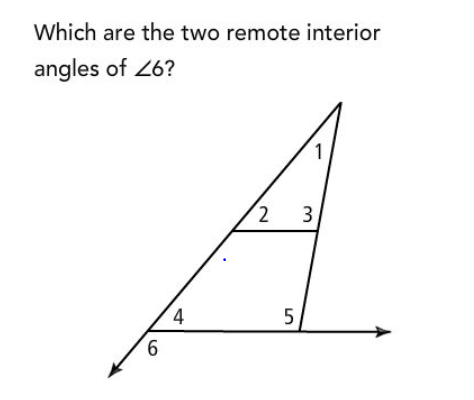 Which are the two remote interior
angles of ∠6?
1
2 3
4 5
6